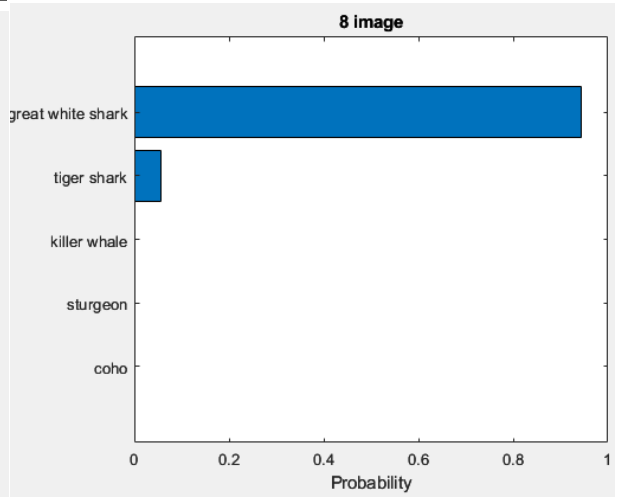 8 image
great white shark
tiger shark
killer whale
sturgeon
coho
0 0.2 0.4 0.6 0.8 1
Probability